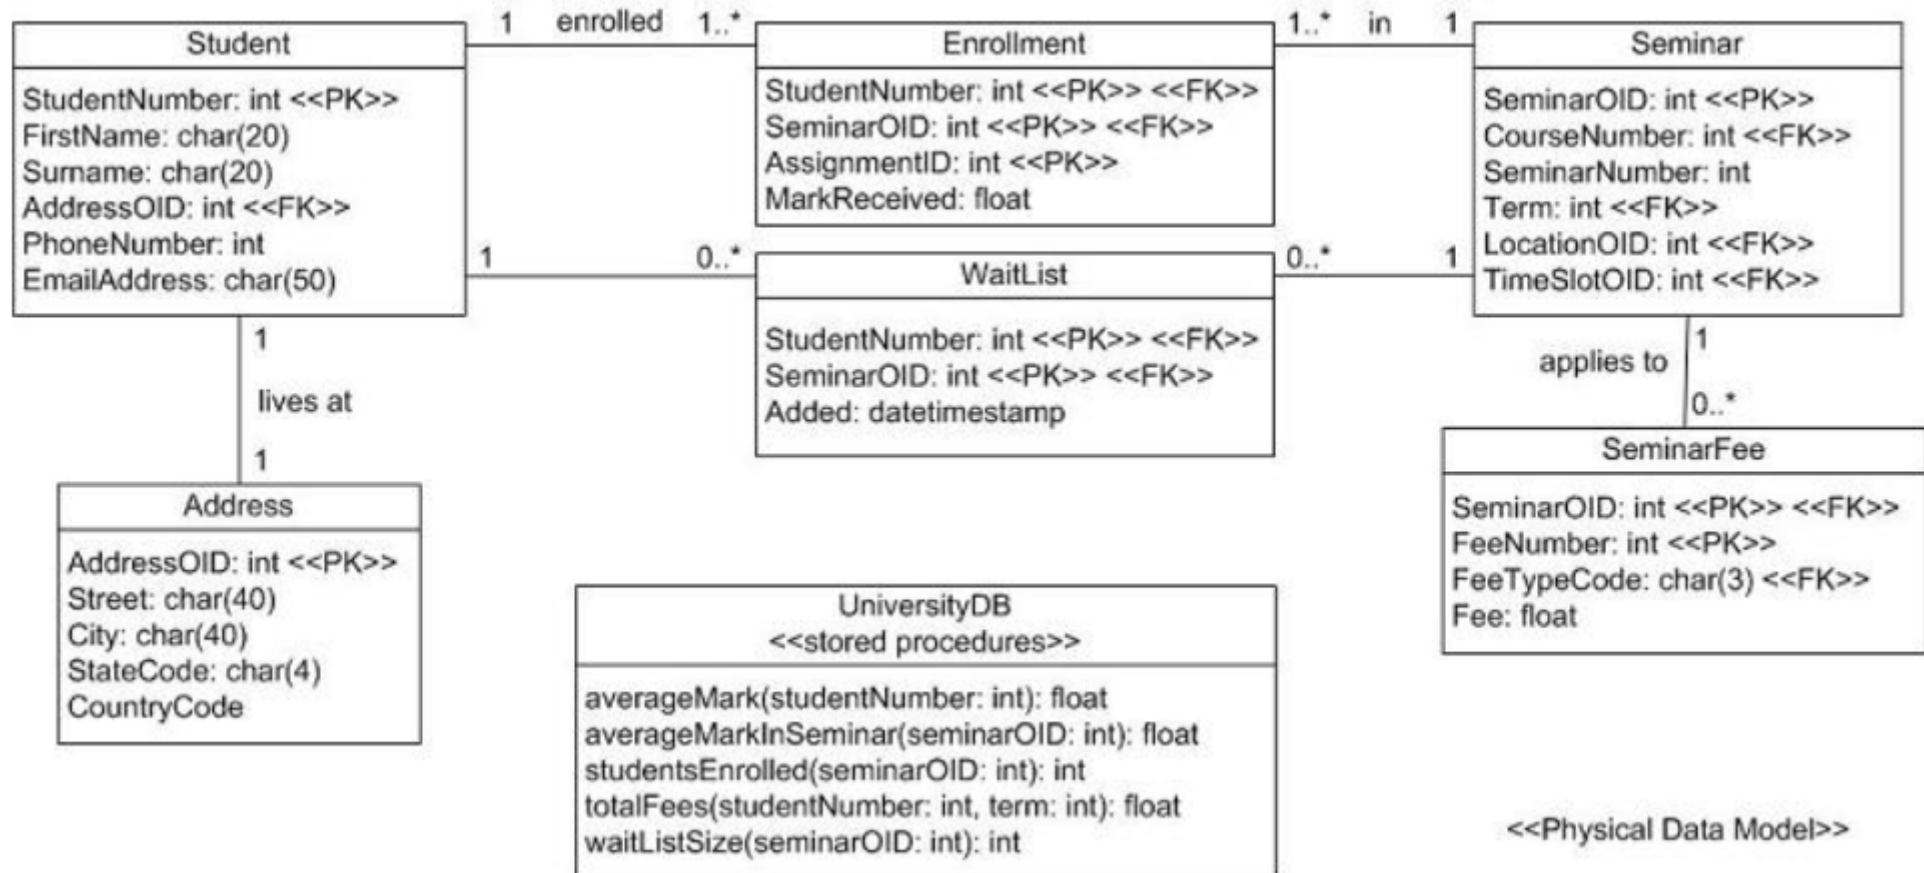 1 enrolled 1..*
1..* in 1
Student
StudentNumber: int <<PK>>
FirstName: char(20)
Surname: char(20)
AddressOID: int <<FK>>
PhoneNumber: int
EmailAddress: char(50)
Enrollment
StudentNumber: int <<PK>> <<FK>>
SeminarOID: int <<PK>> <<FK>>
AssignmentID: int <<PK>>
MarkReceived: float
Seminar
SeminarOID: int <<PK>>
CourseNumber: int <<FK>>
SeminarNumber: int
Term: int <<FK>>
LocationOID: int <<FK>>
TimeSlotOID: int <<FK>>
1 0..*
0..* 1
WaitList
StudentNumber: int <<PK>> <<FK>>
SeminarOID: int <<PK>> <<FK>>
Added: datetimestamp
1
lives at
1
1
applies to
0..*
Address
AddressOID: int <<PK>>
Street: char(40)
City: char(40)
StateCode: char(4)
CountryCode
SeminarFee
SeminarOID: int <<PK>> <<FK>>
FeeNumber: int <<PK>>
FeeTypeCode: char(3) <<FK>>
Fee: float
UniversityDB
<<stored procedures>>
averageMark(studentNumber: int): float
averageMarkInSeminar(seminarOID: int): float
studentsEnrolled(seminarOID: int): int
totalFees(studentNumber: int, term: int): float
waitListSize(seminarOID: int): int
<<Physical Data Model>>